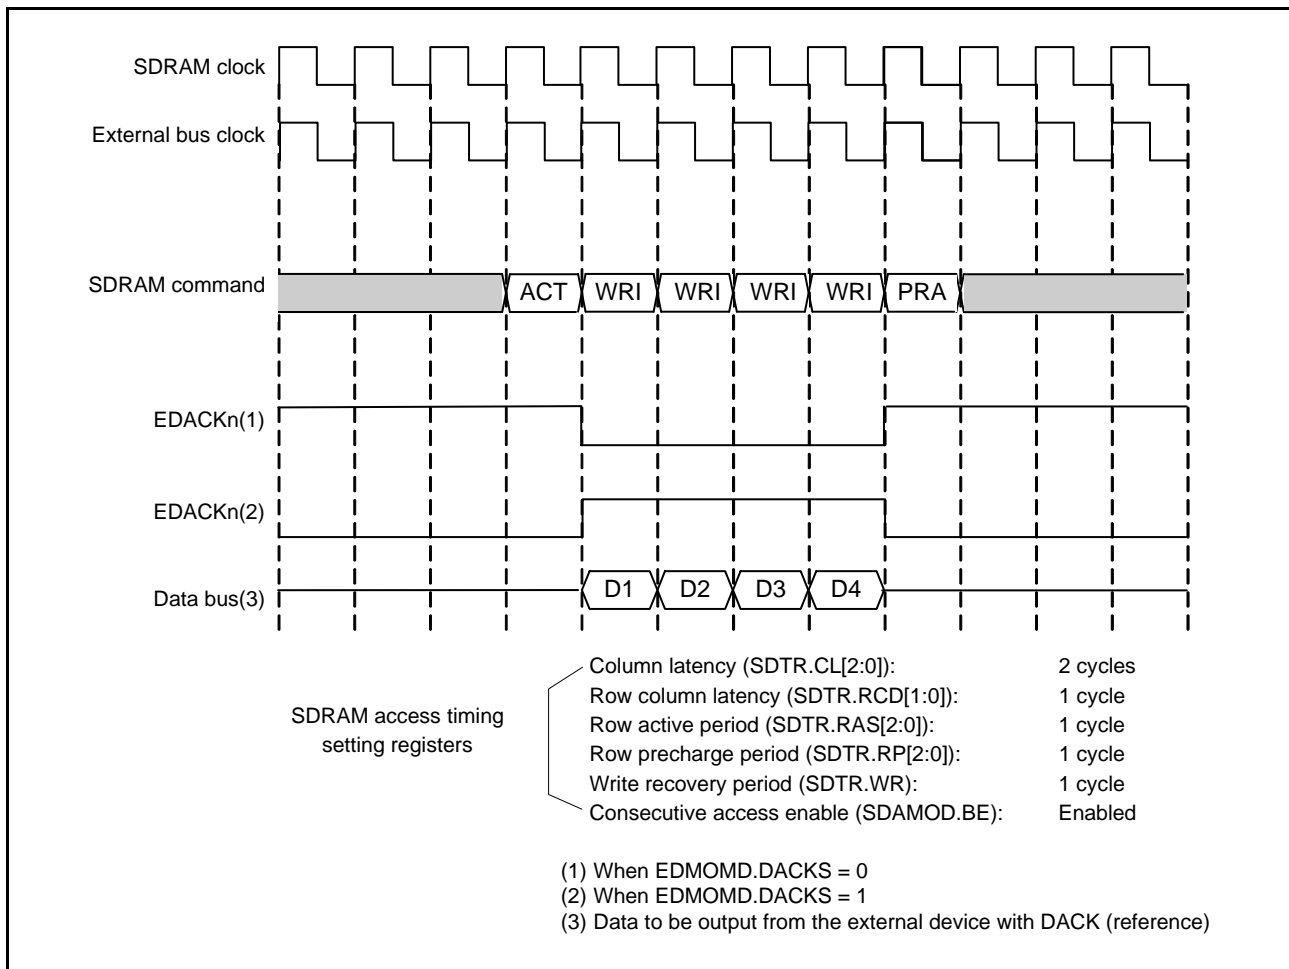 SDRAM clock
External bus clock
SDRAM command
ACT WRI WRI WRI WRI PRA
EDACKn(1)
EDACKn(2)
Data bus(3)
D1 D2 D3 D4
SDRAM access timing
setting registers
Column latency (SDTR.CL[2:0]): 2 cycles
Row column latency (SDTR.RCD[1:0]): 1 cycle
Row active period (SDTR.RAS[2:0]): 1 cycle
Row precharge period (SDTR.RP[2:0]): 1 cycle
Write recovery period (SDTR.WR): 1 cycle
Consecutive access enable (SDAMOD.BE): Enabled
(1) When EDMOMD.DACKS = 0
(2) When EDMOMD.DACKS = 1
(3) Data to be output from the external device with DACK (reference)